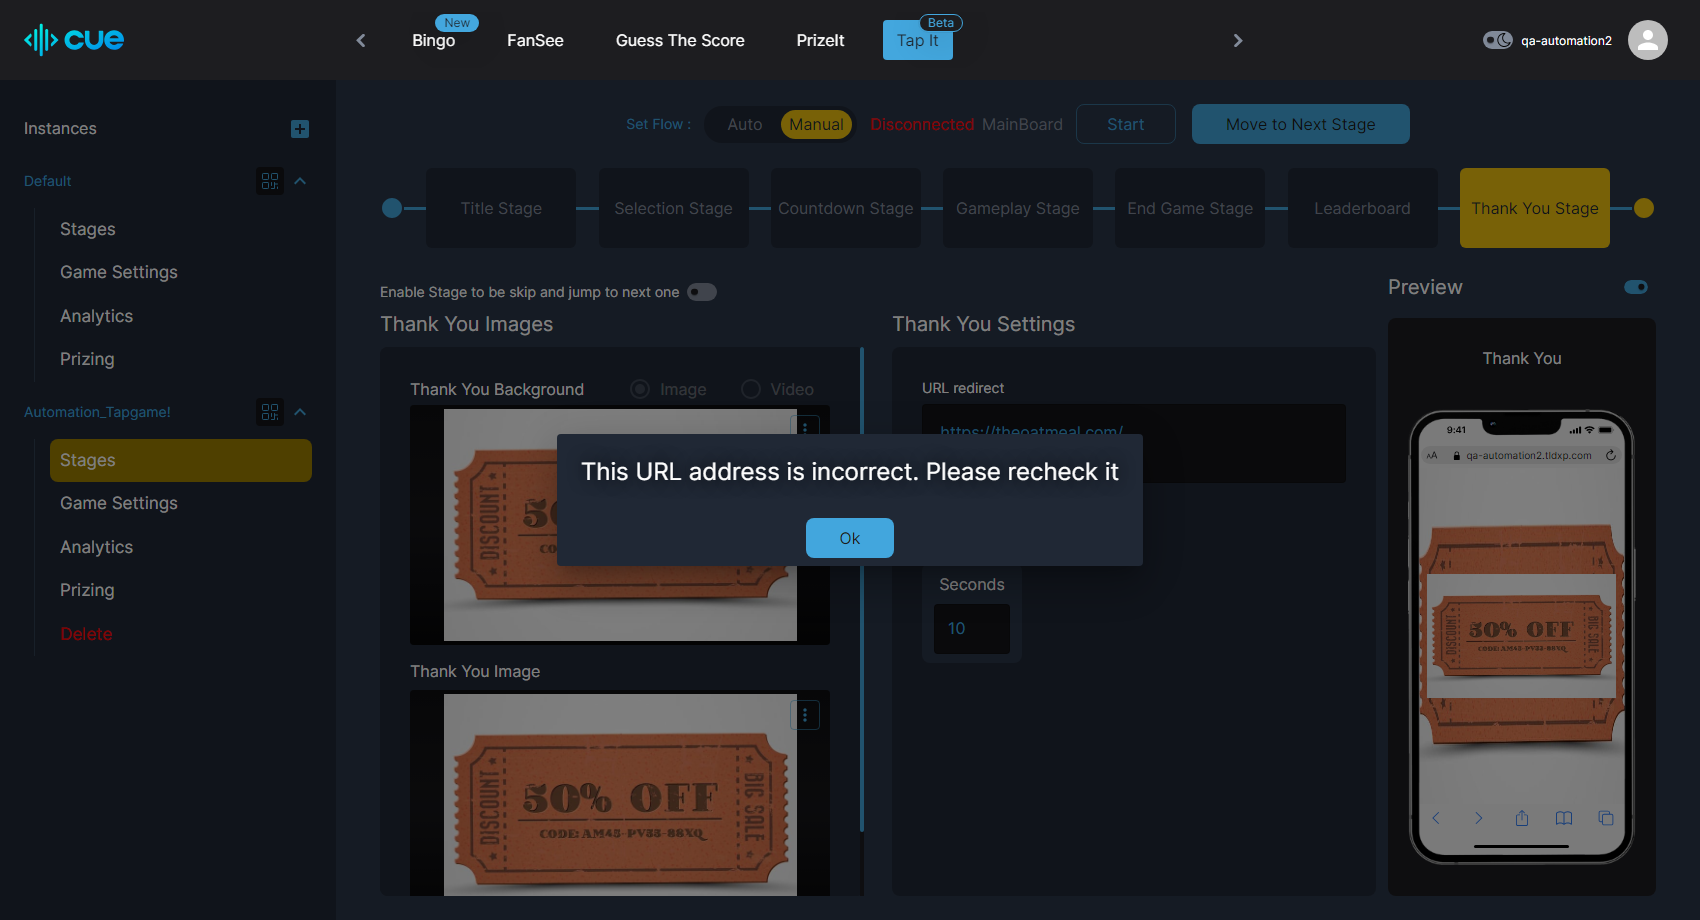 cue
New
Bingo
FanSee
Guess The Score
PrizeIt
Beta
Tap It
qa-automation2
Instances
Default
Stages
Game Settings
Analytics
Prizing
Automation_Tapgame!
Stages
Game Settings
Analytics
Prizing
Delete
Set Flow :
Auto
Manual
Disconnected MainBoard
Start
Move to Next Stage
Title Stage
Selection Stage
Countdown Stage
Gameplay Stage
End Game Stage
Leaderboard
Thank You Stage
Enable Stage to be skip and jump to next one
Thank You Images
Thank You Background
Image
Video
DISCOUNT
Thank You Image
DISCOUNT
50% OFF
CODE: AM45-PV33-88XQ
BIG SALE
Thank You Settings
URL redirect
https://theoatmeal.com/
This URL address is incorrect. Please recheck it
Ok
Seconds
10
Preview
Thank You
9:41
AA
qa-automation2.tldxp.com
DISCOUNT
50% OFF
CODE: AM45-PV33-88XQ
BIG SALE